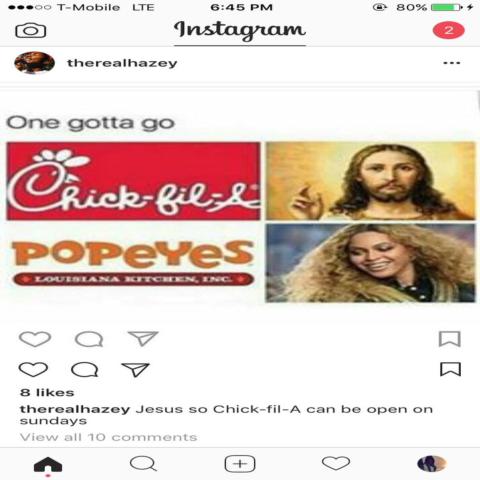 T-Mobile LTE 6:45 PM 80%
Instagram 2
therealhazey
One gotta go
Chick-fil-A
POPEYES
LOUISIANA KITCHEN, INC.
8 likes
therealhazey Jesus so Chick-fil-A can be open on
sundays
View all 10 comments